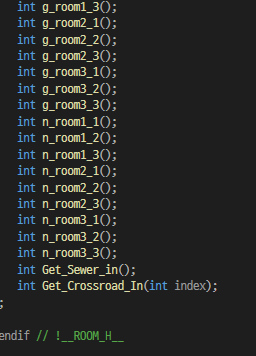 int g_room1_3();
int g_room2_1();
int g_room2_2();
int g_room2_3();
int g_room3_1();
int g_room3_2();
int g_room3_3();
int n_room1_1();
int n_room1_2();
int n_room1_3();
int n_room2_1();
int n_room2_2();
int n_room2_3();
int n_room3_1();
int n_room3_2();
int n_room3_3();
int Get_Sewer_in();
int Get_Crossroad_In(int index);
;
endif // !__ROOM_H__